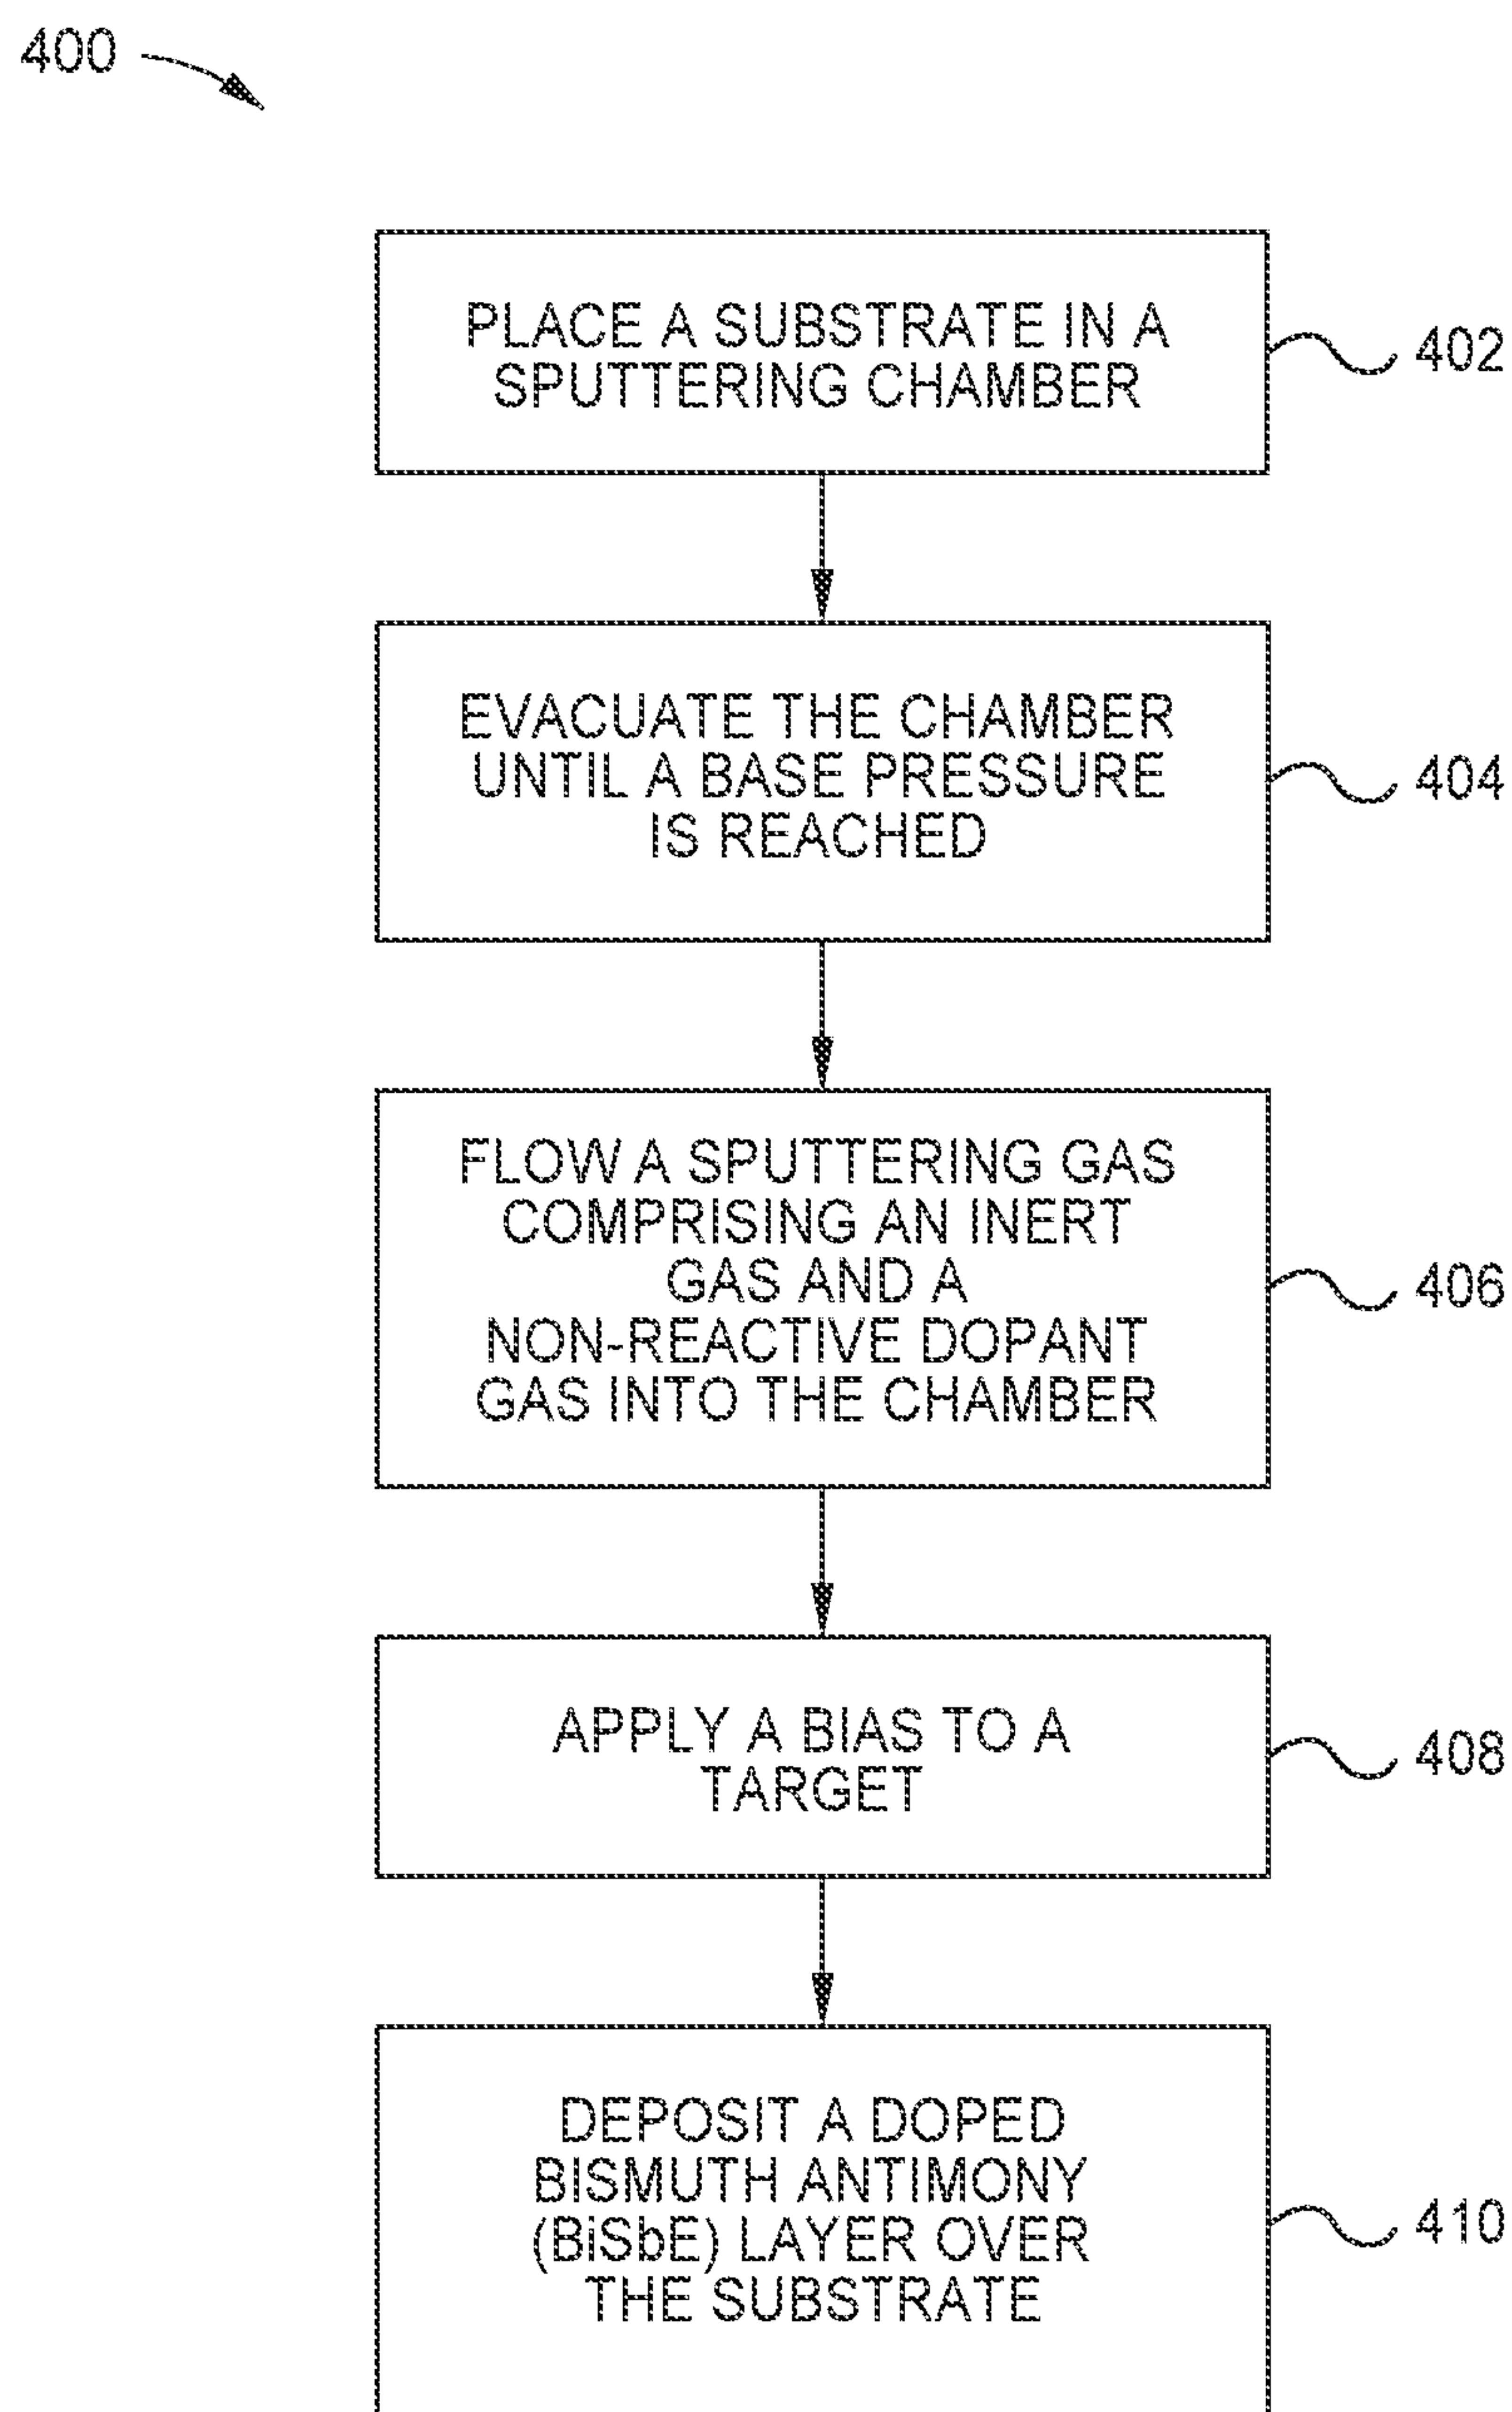 400
PLACE A SUBSTRATE IN A
SPUTTERING CHAMBER
402
EVACUATE THE CHAMBER
UNTIL A BASE PRESSURE
IS REACHED
404
FLOW A SPUTTERING GAS
COMPRISING AN INERT
GAS AND A
NON-REACTIVE DOPANT
GAS INTO THE CHAMBER
406
APPLY A BIAS TO A
TARGET
408
DEPOSIT A DOPED
BISMUTH ANTIMONY
(BiSbE) LAYER OVER
THE SUBSTRATE
410